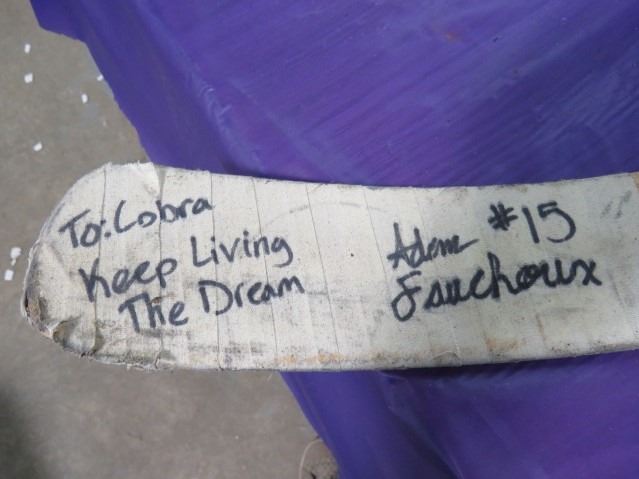 To: Cobra
Keep Living
The Dream
Adam #15
Fauchoux